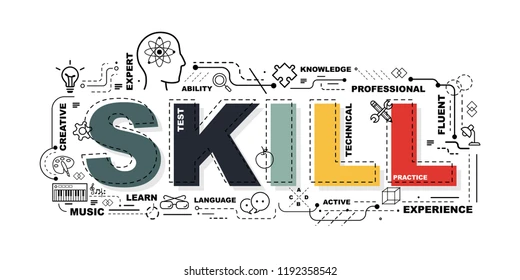 EXPERT
KNOWLEDGE
ABILITY
PROFESSIONAL
CREATIVE
SKILL
TEST
TECHNICAL
FLUENT
PRACTICE
LEARN
LANGUAGE
MUSIC
A
C D
B
ACTIVE
EXPERIENCE
shutterstock.com · 1192358542